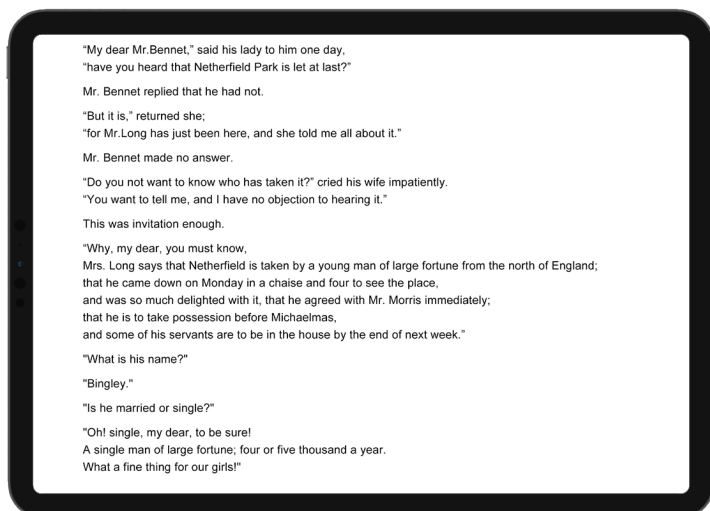 “My dear Mr.Bennet,” said his lady to him one day,
“have you heard that Netherfield Park is let at last?”
Mr. Bennet replied that he had not.
“But it is,” returned she;
“for Mr.Long has just been here, and she told me all about it.”
Mr. Bennet made no answer.
“Do you not want to know who has taken it?” cried his wife impatiently.
“You want to tell me, and I have no objection to hearing it.”
This was invitation enough.
“Why, my dear, you must know,
Mrs. Long says that Netherfield is taken by a young man of large fortune from the north of England;
that he came down on Monday in a chaise and four to see the place,
and was so much delighted with it, that he agreed with Mr. Morris immediately;
that he is to take possession before Michaelmas,
and some of his servants are to be in the house by the end of next week.”
"What is his name?"
"Bingley."
"Is he married or single?"
"Oh! single, my dear, to be sure!
A single man of large fortune; four or five thousand a year.
What a fine thing for our girls!"